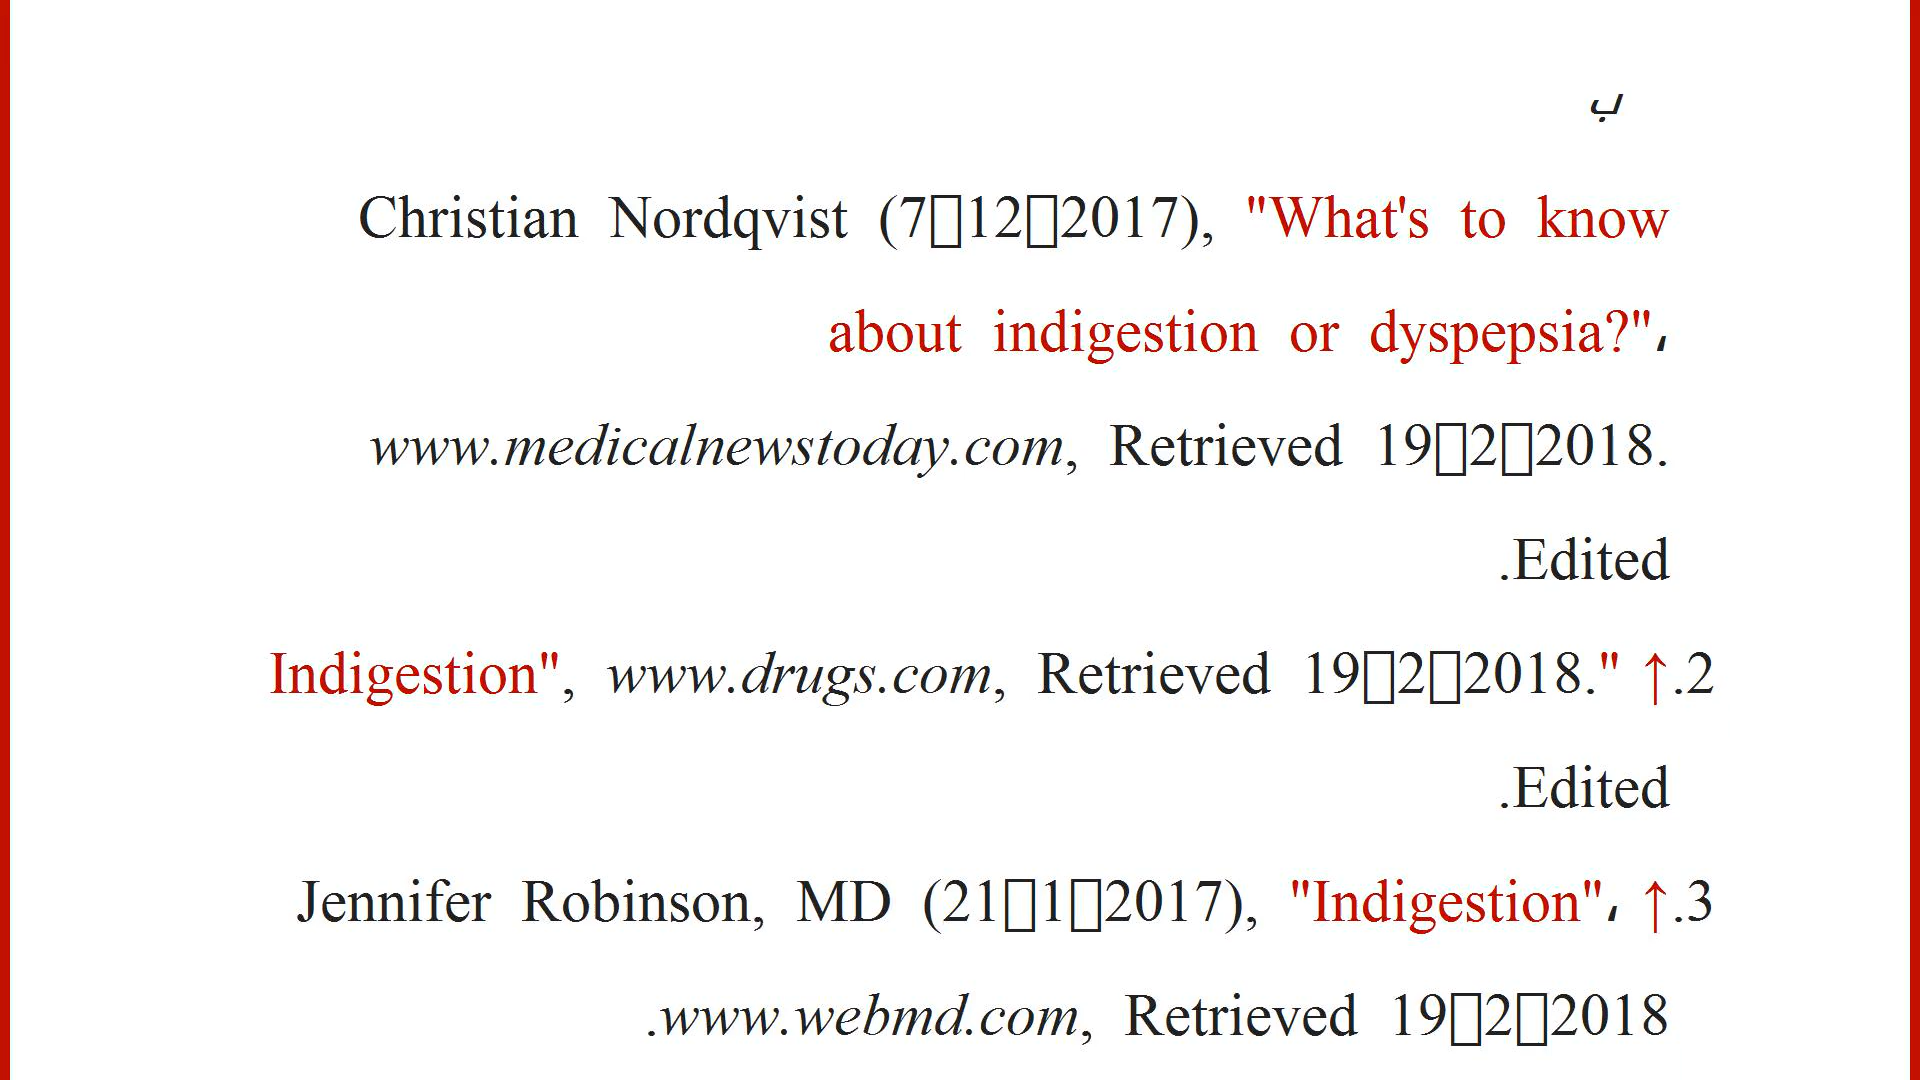 ب
Christian Nordqvist (7▯12▯2017), "What's to know
about indigestion or dyspepsia?"،
www.medicalnewstoday.com, Retrieved 19▯2▯2018.
.Edited
Indigestion", www.drugs.com, Retrieved 19▯2▯2018." ↑.2
.Edited
Jennifer Robinson, MD (21▯1▯2017), "Indigestion"، ↑.3
.www.webmd.com, Retrieved 19▯2▯2018